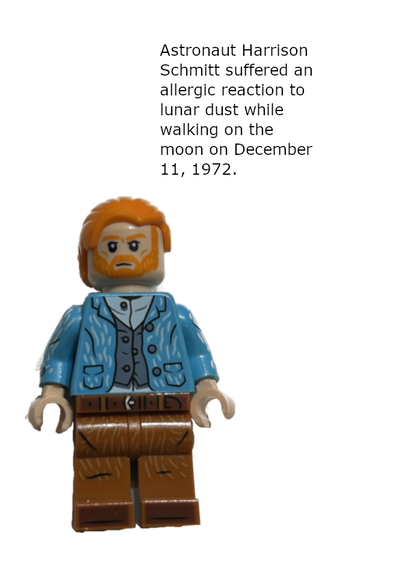 Astronaut Harrison
Schmitt suffered an
allergic reaction to
lunar dust while
walking on the
moon on December
11, 1972.